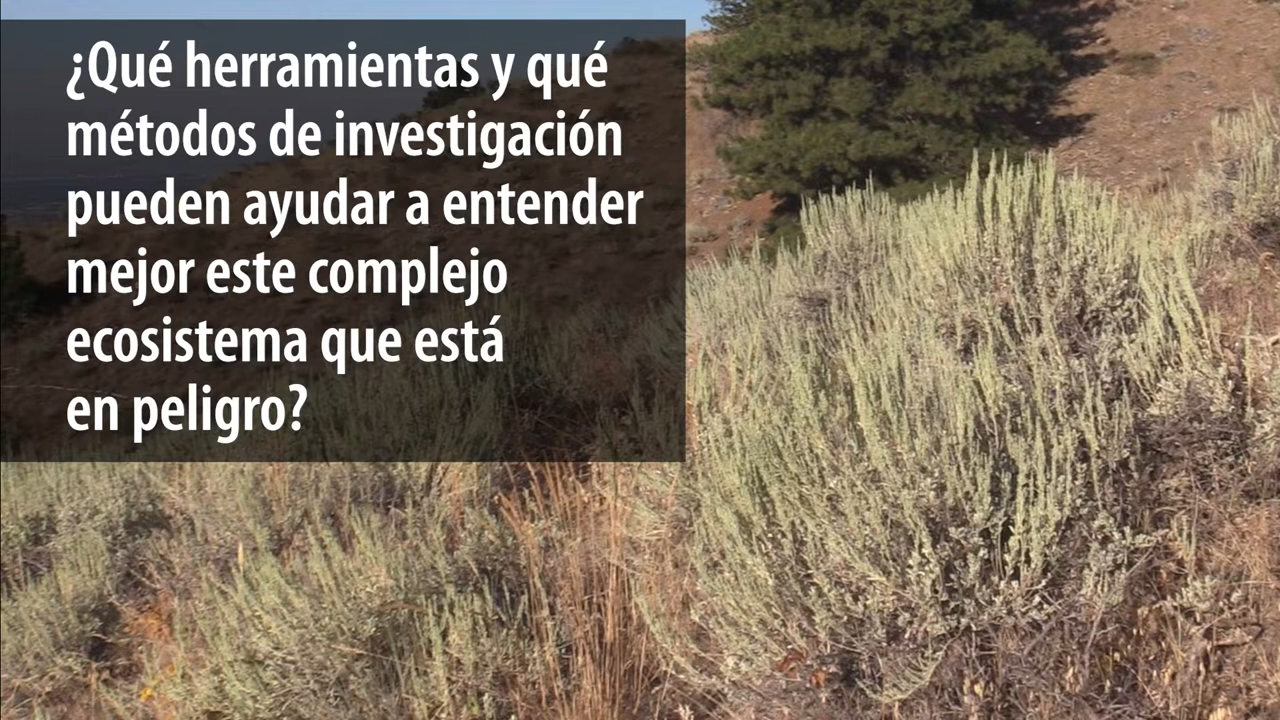 ¿Qué herramientas y qué
métodos de investigación
pueden ayudar a entender
mejor este complejo
ecosistema que está
en peligro?